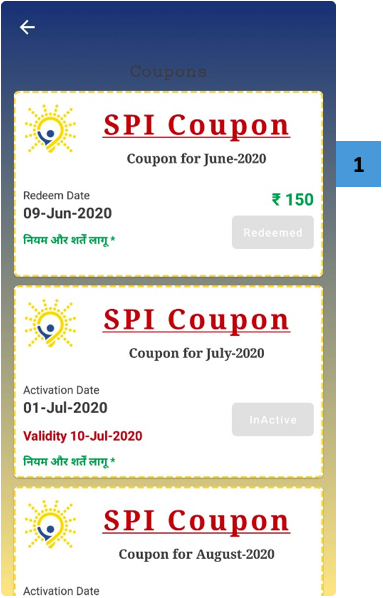 Coupons
SPI Coupon
Coupon for June-2020
Redeem Date
₹ 150
09-Jun-2020
Redeemed
नियम और शर्तें लागू *
1
SPI Coupon
Coupon for July-2020
Activation Date
01-Jul-2020
InActive
Validity 10-Jul-2020
नियम और शर्तें लागू *
SPI Coupon
Coupon for August-2020
Activation Date